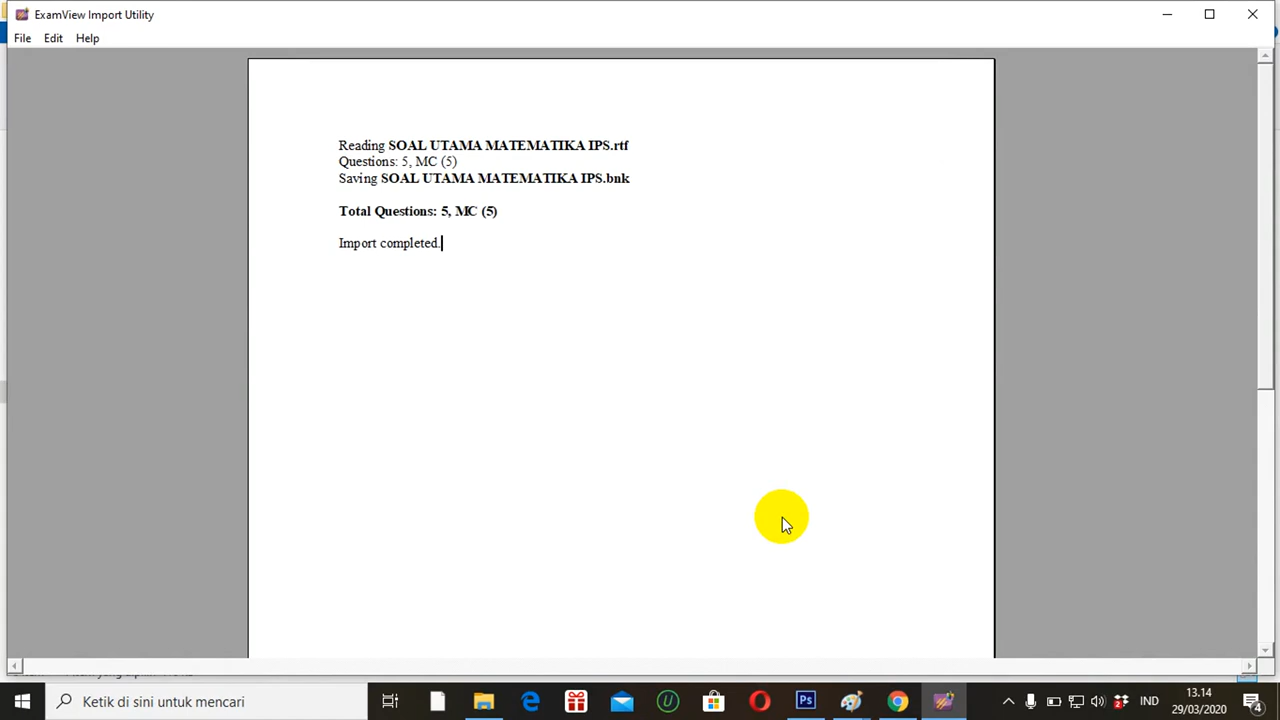 ExamView Import Utility
File Edit Help
Reading SOAL UTAMA MATEMATIKA IPS.rtf
Questions: 5, MC (5)
Saving SOAL UTAMA MATEMATIKA IPS.bnk
Total Questions: 5, MC (5)
Import completed.
Ketik di sini untuk mencari
Ps
IND
13.14
29/03/2020
4